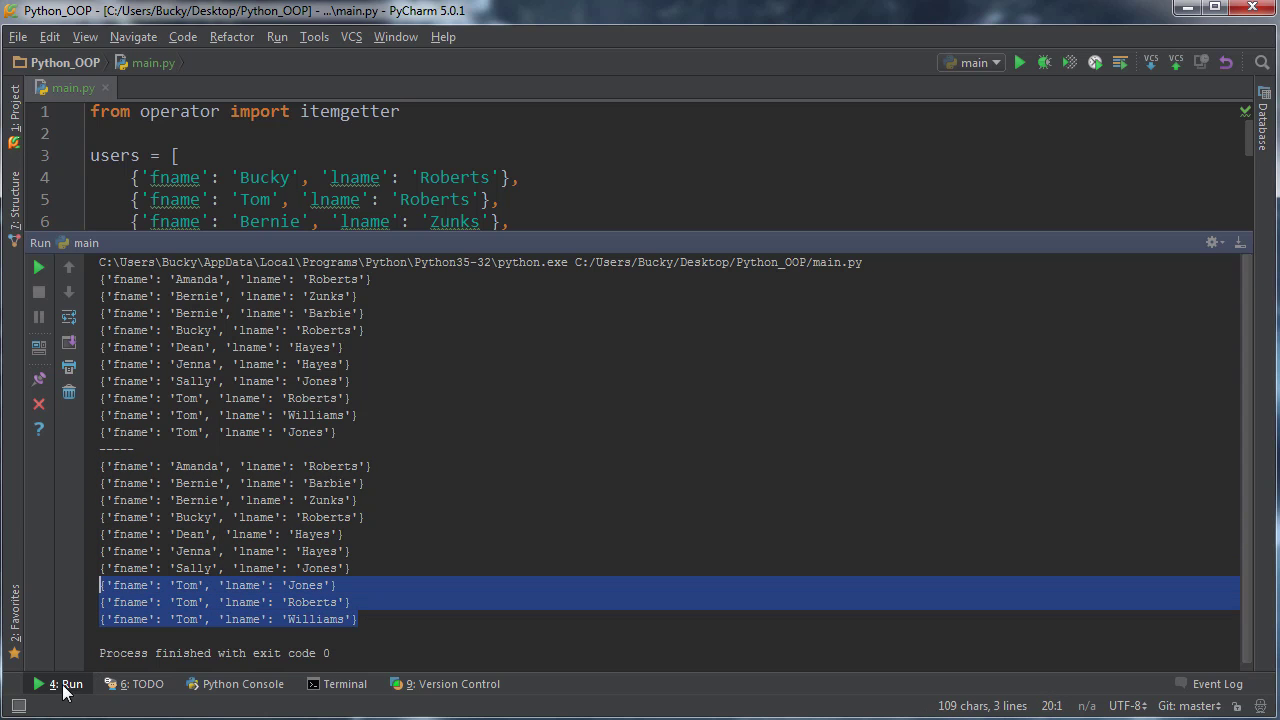 Python_OOP - [C:/Users/Bucky/Desktop/Python_OOP] - ...\main.py - PyCharm 5.0.1
File Edit View Navigate Code Refactor Run Tools VCS Window Help
Python_OOP main.py main VCS VCS
main.py
1: Project
7: Structure
2: Favorites
Database
1 from operator import itemgetter
2
3 users = [
4 {'fname': 'Bucky', 'lname': 'Roberts'},
5 {'fname': 'Tom', 'lname': 'Roberts'},
6 {'fname': 'Bernie', 'lname': 'Zunks'},
Run main
C:\Users\Bucky\AppData\Local\Programs\Python\Python35-32\python.exe C:/Users/Bucky/Desktop/Python_OOP/main.py
{'fname': 'Amanda', 'lname': 'Roberts'}
{'fname': 'Bernie', 'lname': 'Zunks'}
{'fname': 'Bernie', 'lname': 'Barbie'}
{'fname': 'Bucky', 'lname': 'Roberts'}
{'fname': 'Dean', 'lname': 'Hayes'}
{'fname': 'Jenna', 'lname': 'Hayes'}
{'fname': 'Sally', 'lname': 'Jones'}
{'fname': 'Tom', 'lname': 'Roberts'}
{'fname': 'Tom', 'lname': 'Williams'}
{'fname': 'Tom', 'lname': 'Jones'}
-----
{'fname': 'Amanda', 'lname': 'Roberts'}
{'fname': 'Bernie', 'lname': 'Barbie'}
{'fname': 'Bernie', 'lname': 'Zunks'}
{'fname': 'Bucky', 'lname': 'Roberts'}
{'fname': 'Dean', 'lname': 'Hayes'}
{'fname': 'Jenna', 'lname': 'Hayes'}
{'fname': 'Sally', 'lname': 'Jones'}
{'fname': 'Tom', 'lname': 'Jones'}
{'fname': 'Tom', 'lname': 'Roberts'}
{'fname': 'Tom', 'lname': 'Williams'}
Process finished with exit code 0
4: Run 6: TODO Python Console Terminal 9: Version Control Event Log
109 chars, 3 lines 20:1 n/a UTF-8 Git: master